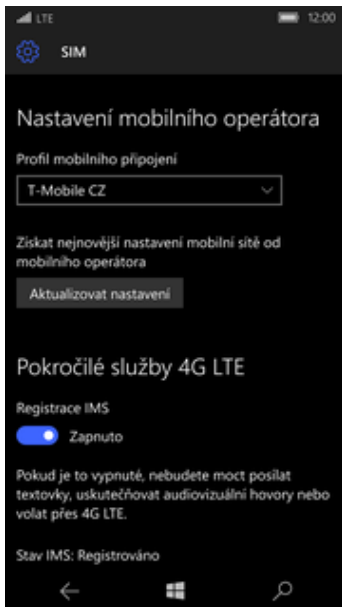 LTE 12:00
SIM
Nastavení mobilního operátora
Profil mobilního připojení
T-Mobile CZ
Získat nejnovější nastavení mobilní sítě od
mobilního operátora
Aktualizovat nastavení
Pokročilé služby 4G LTE
Registrace IMS
Zapnuto
Pokud je to vypnuté, nebudete moct posílat
textovky, uskutečňovat audiovizuální hovory nebo
volat přes 4G LTE.
Stav IMS: Registrováno